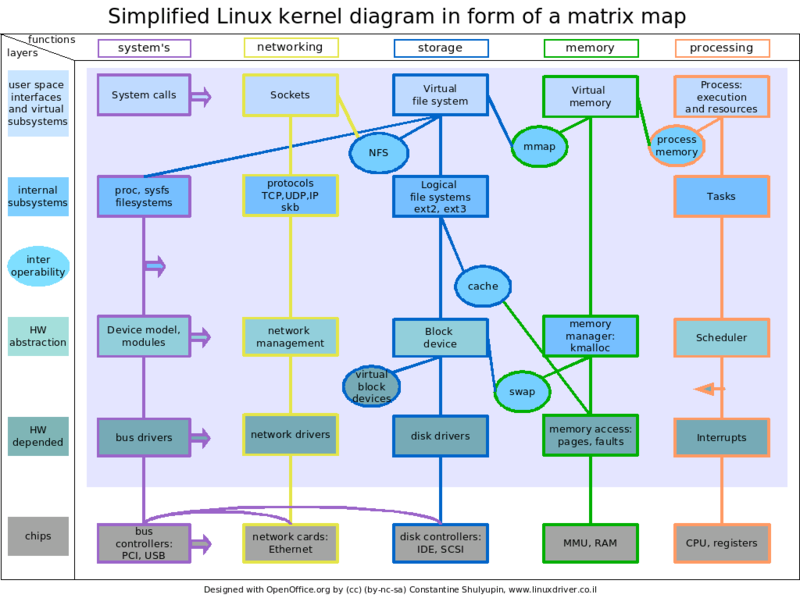 Simplified Linux kernel diagram in form of a matrix map
functions
layers
system's
networking
storage
memory
processing
user space
interfaces
and virtual
subsystems
System calls
Sockets
Virtual
file system
Virtual
memory
Process:
execution
and resources
NFS
mmap
process
memory
internal
subsystems
proc, sysfs
filesystems
protocols
TCP,UDP,IP
skb
Logical
file systems
ext2, ext3
Tasks
inter
operability
cache
HW
abstraction
Device model,
modules
network
management
Block
device
memory
manager:
kmalloc
Scheduler
virtual
block
devices
swap
HW
depended
bus drivers
network drivers
disk drivers
memory access:
pages, faults
Interrupts
chips
bus
controllers:
PCI, USB
network cards:
Ethernet
disk controllers:
IDE, SCSI
MMU, RAM
CPU, registers
Designed with OpenOffice.org by (cc) (by-nc-sa) Constantine Shulyupin, www.linuxdriver.co.il